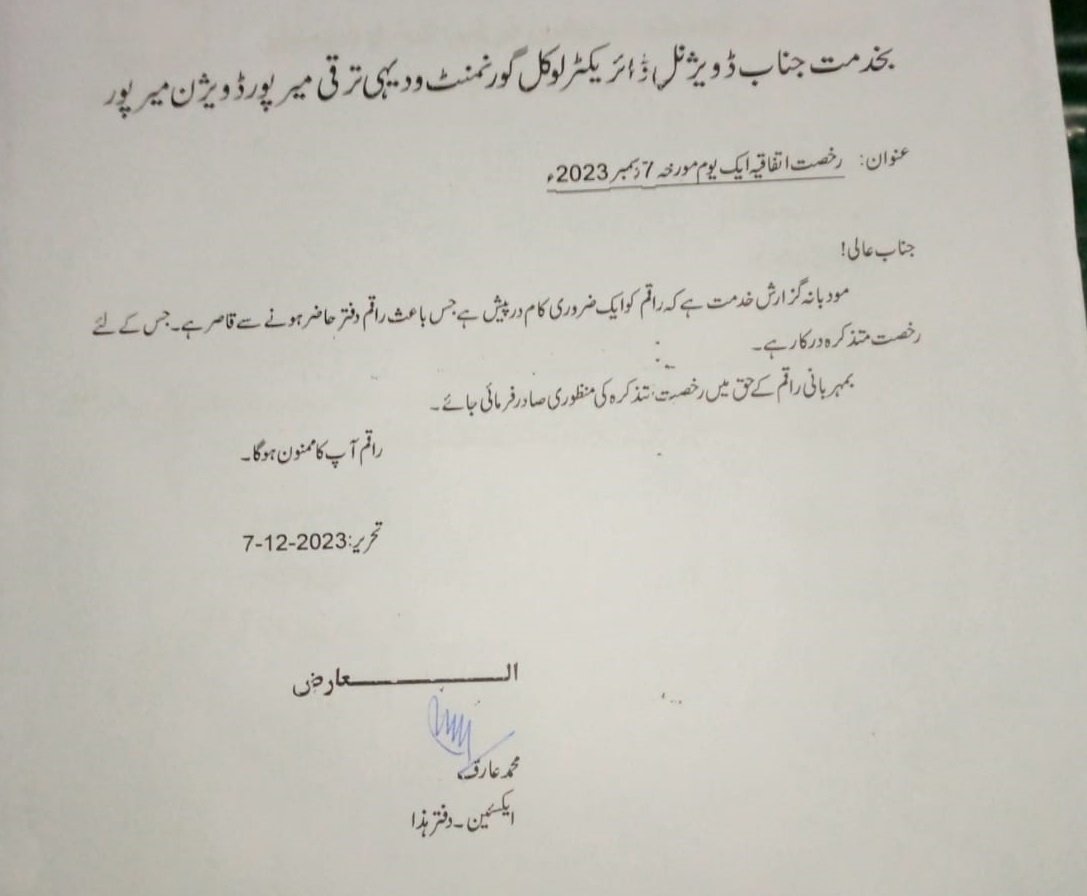 بخدمت جناب ڈویژنل ڈائریکٹر لوکل گورنمنٹ ودیہی ترقی میرپور ڈویژن میرپور
عنوان: رخصت اتفاقیہ ایک یوم مورخہ 7 دسمبر 2023ء
جناب عالی!
مودبانہ گزارش خدمت ہے کہ راقم کو ایک ضروری کام درپیش ہے جس باعث راقم دفتر حاضر ہونے سے قاصر ہے۔ جس کے لئے
رخصت متذکرہ درکار ہے۔
بمہربانی راقم کے حق میں رخصت متذکرہ کی منظوری صادر فرمائی جائے۔
راقم آپ کا ممنون ہوگا۔
تحریر: 7-12-2023
العارض
محمد عارف
ایکسئین۔ دفتر ہذا